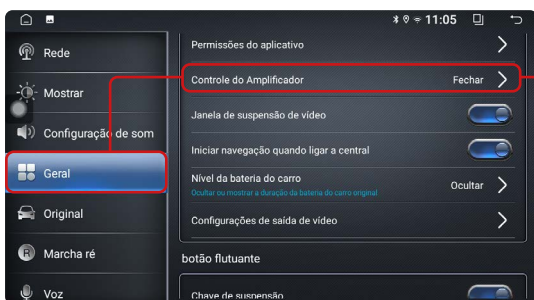 11:05
Rede
Mostrar
Configuração de som
Geral
Original
R Marcha ré
Voz
Permissões do aplicativo
Controle do Amplificador Fechar
Janela de suspensão de vídeo
Iniciar navegação quando ligar a central
Nível da bateria do carro Ocultar
Ocultar ou mostrar a duração da bateria do carro original
Configurações de saída de vídeo
botão flutuante
Chave de suspensão